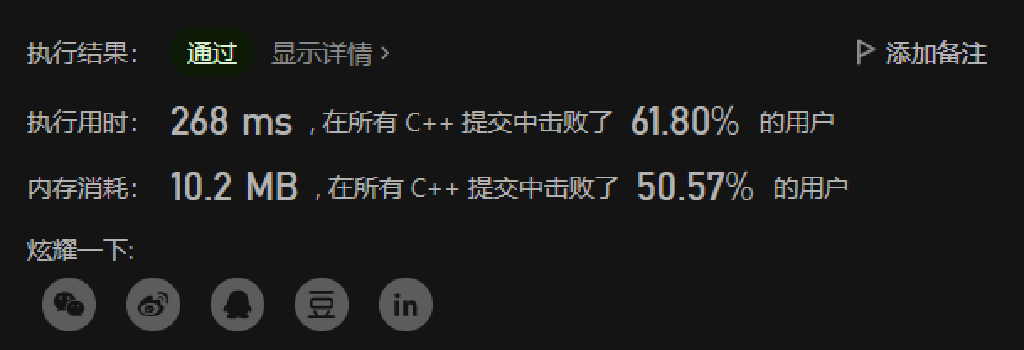 执行结果： 通过 显示详情 > 添加备注
执行用时： 268 ms , 在所有 C++ 提交中击败了 61.80% 的用户
内存消耗： 10.2 MB , 在所有 C++ 提交中击败了 50.57% 的用户
炫耀一下:
豆 in